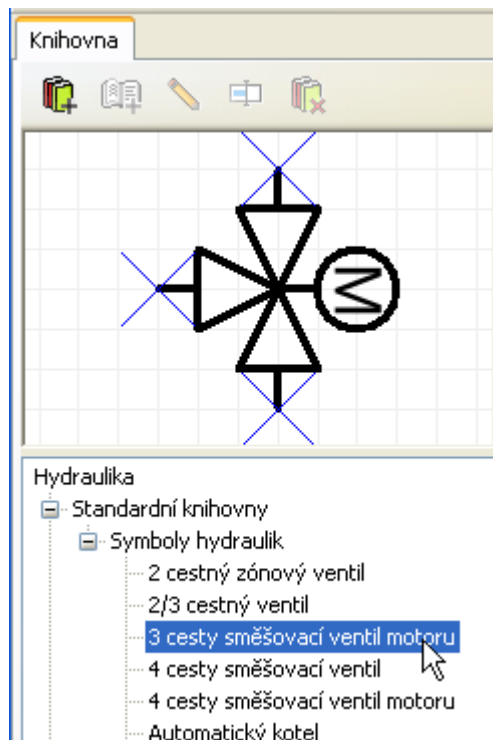 Knihovna
M
Hydraulika
Standardní knihovny
Symboly hydraulik
2 cestný zónový ventil
2/3 cestný ventil
3 cesty směšovací ventil motoru
4 cesty směšovací ventil
4 cesty směšovací ventil motoru
Automatický kotel